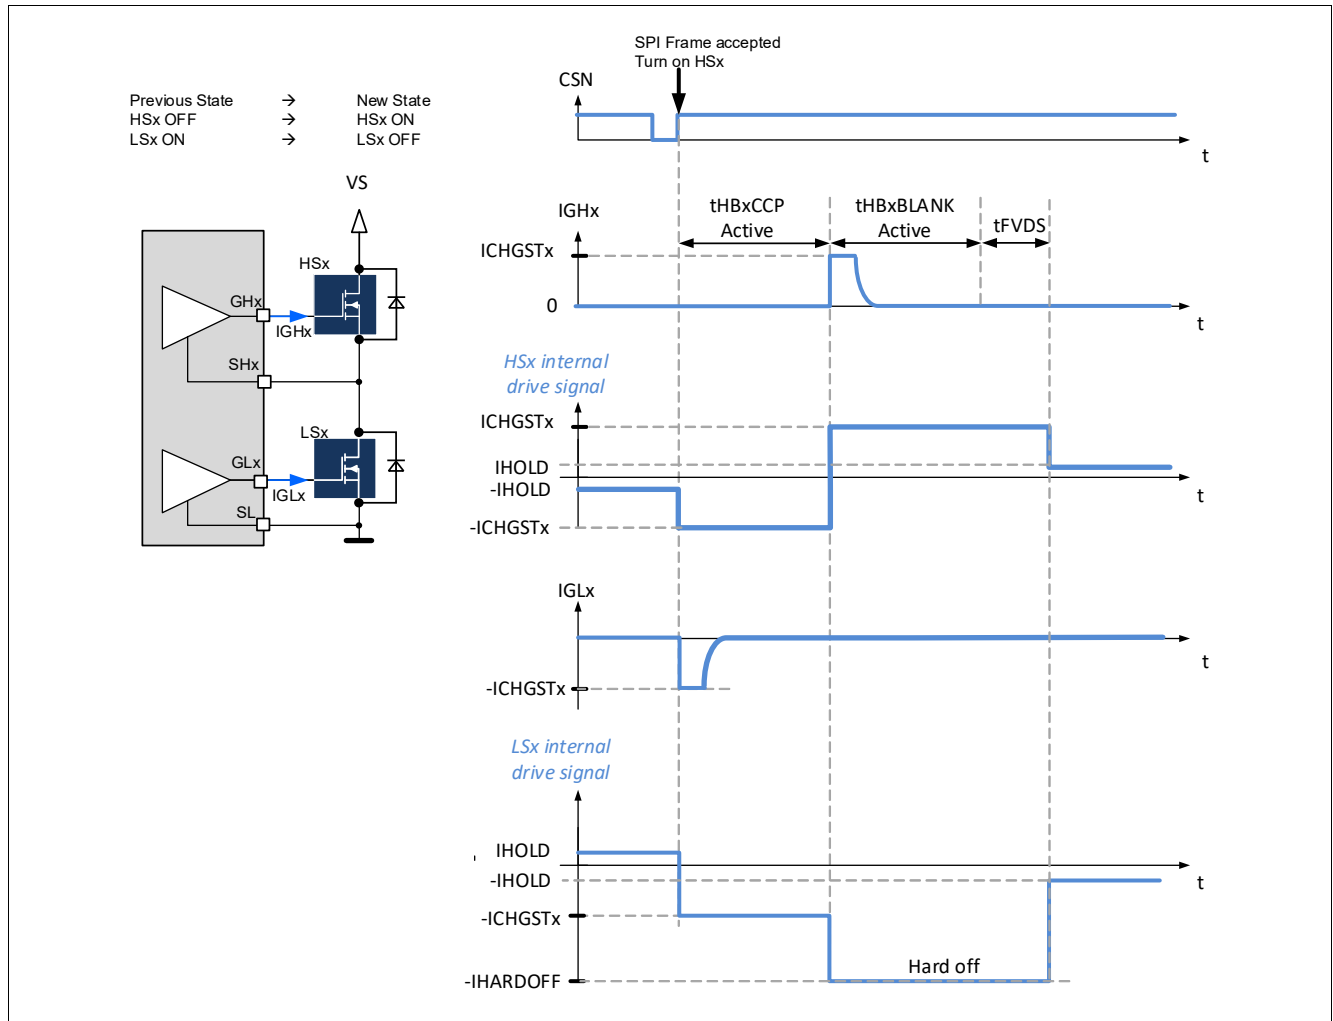 SPI Frame accepted
Turn on HSx
CSN
t
Previous State → New State
HSx OFF → HSx ON
LSx ON → LSx OFF
VS
HSx
GHx
IGHx
SHx
LSx
GLx
IGLx
SL
IGHx
tHBxCCP
Active
tHBxBLANK
Active
tFVDS
ICHGSTx
0
t
HSx internal
drive signal
ICHGSTx
IHOLD
-IHOLD
-ICHGSTx
t
IGLx
-ICHGSTx
t
LSx internal
drive signal
IHOLD
-IHOLD
-ICHGSTx
-IHARDOFF
Hard off
t